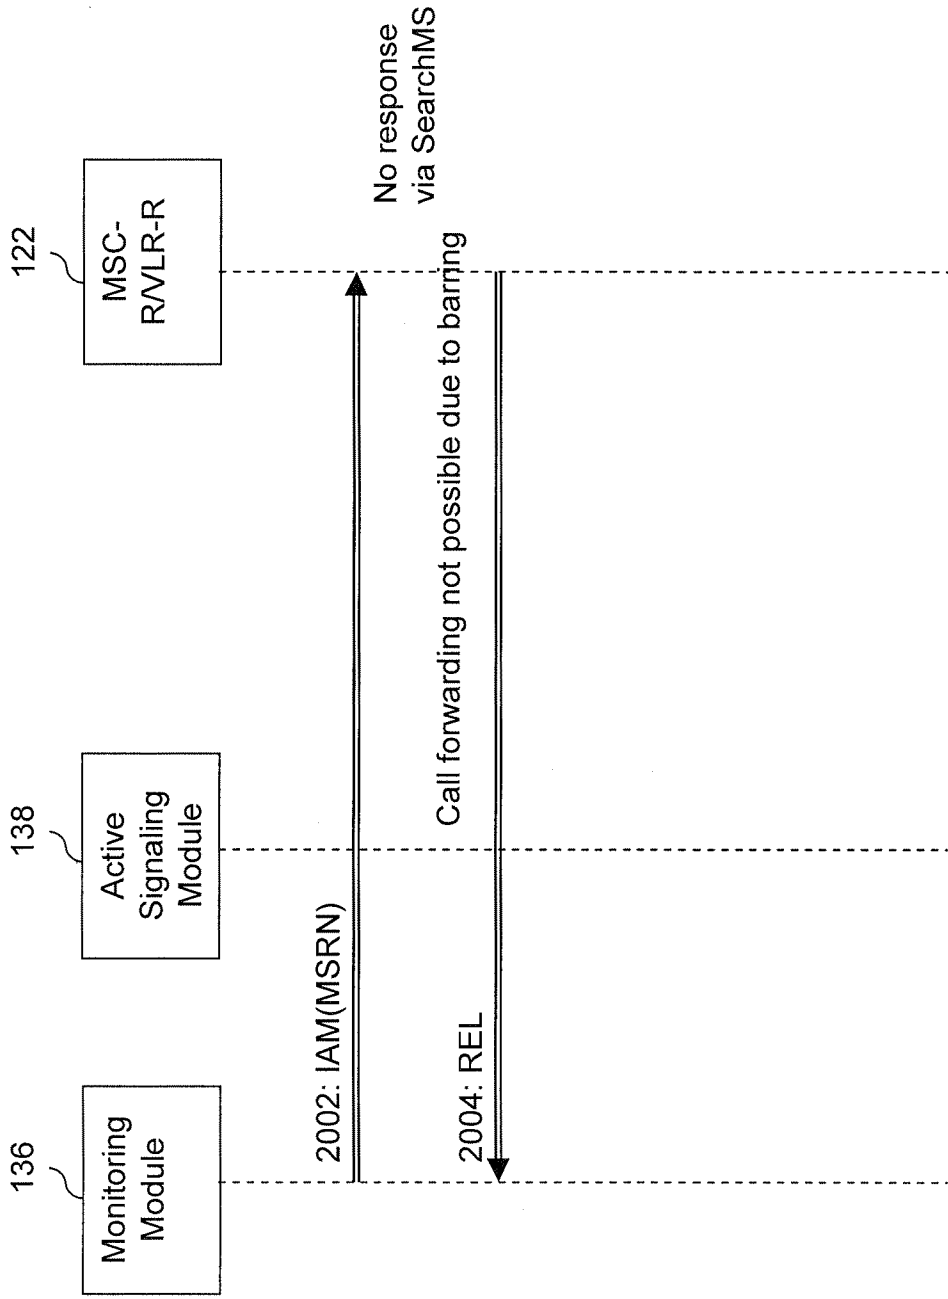 136
Monitoring
Module
138
Active
Signaling
Module
122
MSC-
R/VLR-R
2002: IAM(MSRN)
No response
via SearchMS
Call forwarding not possible due to barring
2004: REL